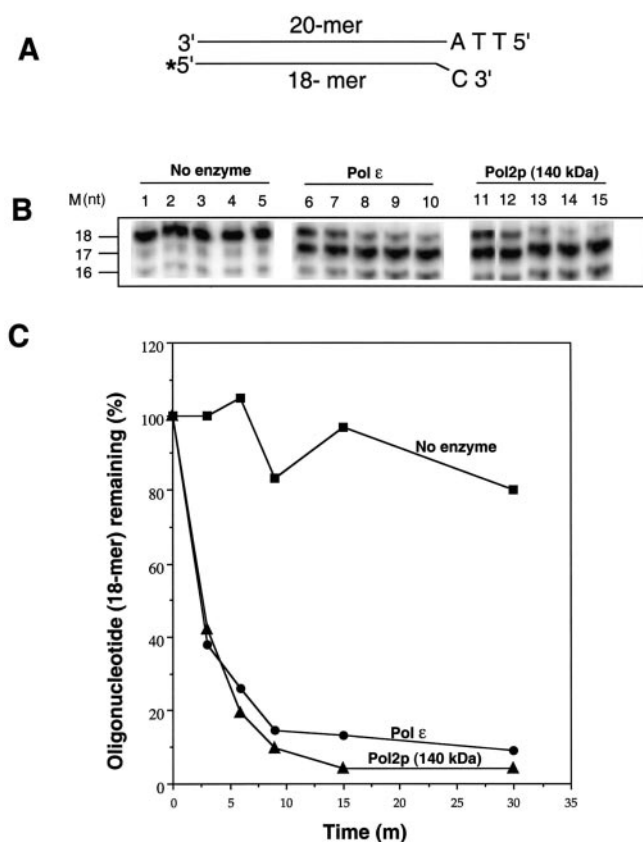 A
20-mer
3' A T T 5'
*5'
18- mer C 3'
B
No enzyme Pol ε Pol2p (140 kDa)
M (nt) 1 2 3 4 5 6 7 8 9 10 11 12 13 14 15
18
17
16
C
Oligonucleotide (18-mer) remaining (%)
120
100
80
60
40
20
0
No enzyme
Pol ε
Pol2p (140 kDa)
0 5 10 15 20 25 30 35
Time (m)